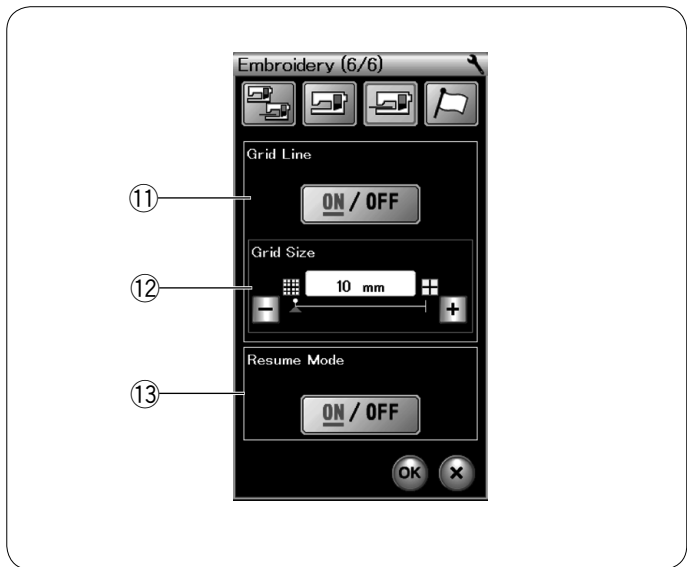 Embroidery (6/6)
Grid Line
⑪
ON / OFF
Grid Size
⑫
10 mm
− +
Resume Mode
⑬
ON / OFF
OK ×